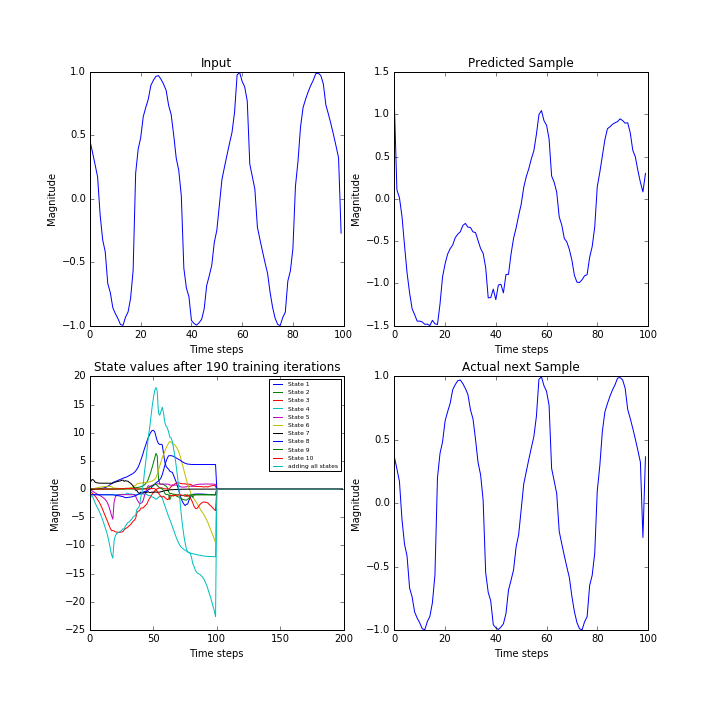 Input
1.0
0.5
0.0
−0.5
−1.0
Magnitude
0
20
40
60
80
100
Time steps
Predicted Sample
1.5
1.0
0.5
0.0
−0.5
−1.0
−1.5
Magnitude
0
20
40
60
80
100
Time steps
State values after 190 training iterations
20
15
10
5
0
−5
−10
−15
−20
−25
Magnitude
0
50
100
150
200
Time steps
State 1
State 2
State 3
State 4
State 5
State 6
State 7
State 8
State 9
State 10
adding all states
Actual next Sample
1.0
0.5
0.0
−0.5
−1.0
Magnitude
0
20
40
60
80
100
Time steps